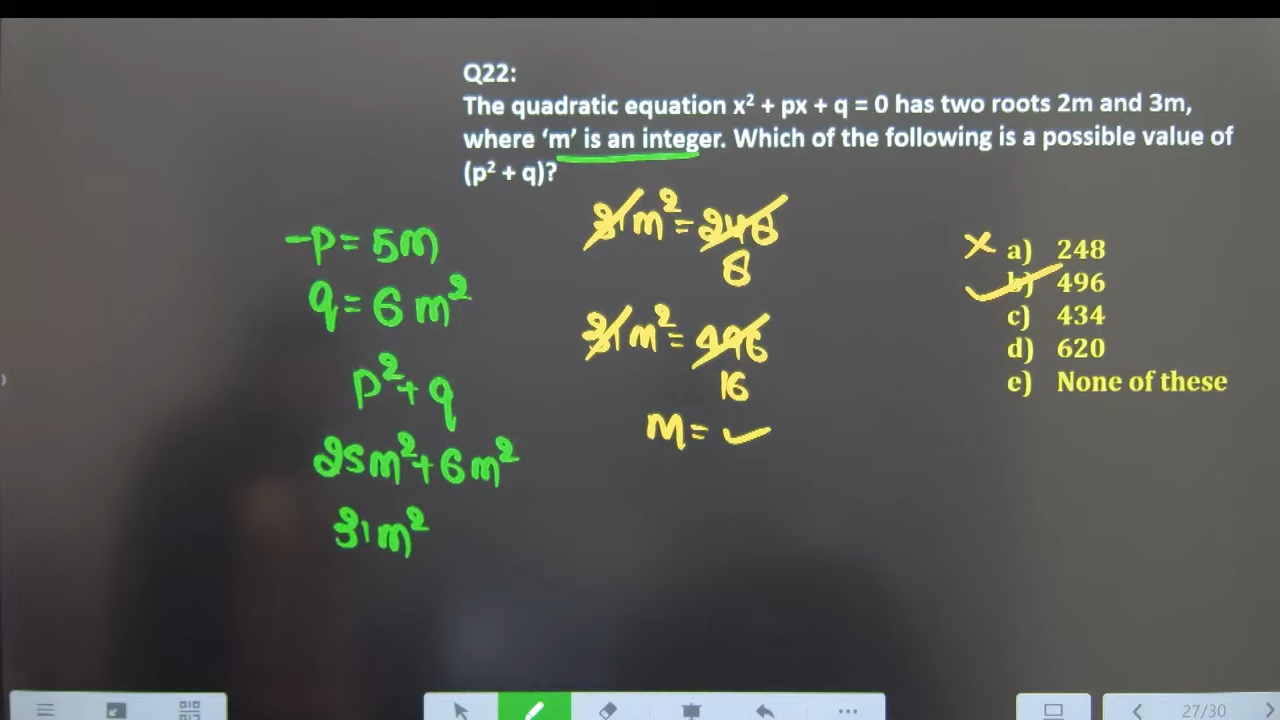 Q22:
The quadratic equation x² + px + q = 0 has two roots 2m and 3m,
where ‘m’ is an integer. Which of the following is a possible value of
(p² + q)?
-p = 5m
q = 6m²
p² + q
25m² + 6m²
31m²
31m² = 248
8
31m² = 496
16
m = ✓
× a) 248
✓ b) 496
c) 434
d) 620
e) None of these
27/30